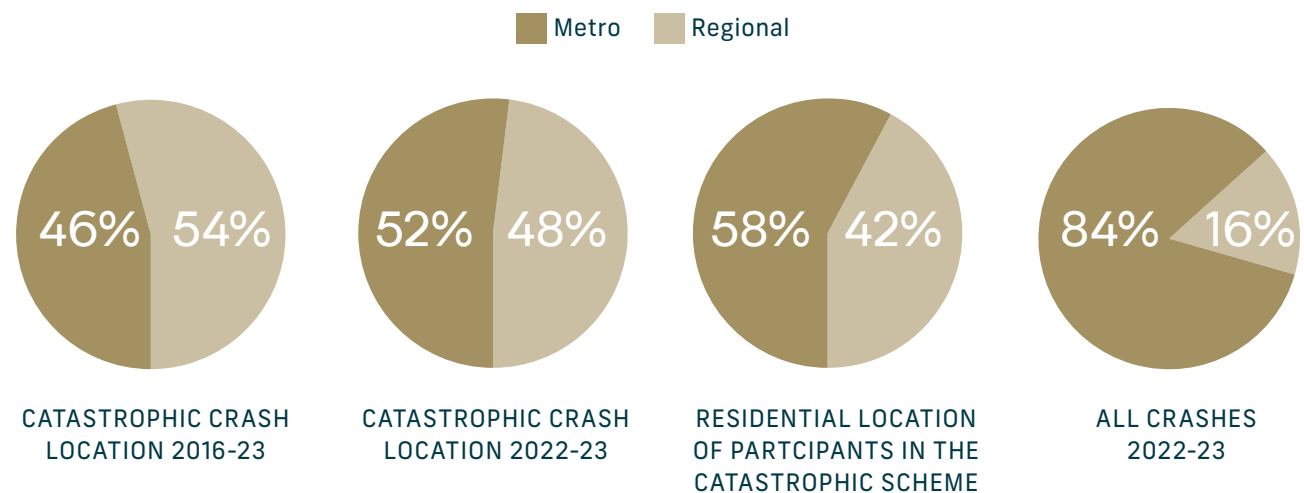 Metro Regional
46% 54%
52% 48%
58% 42%
84% 16%
CATASTROPHIC CRASH
LOCATION 2016-23
CATASTROPHIC CRASH
LOCATION 2022-23
RESIDENTIAL LOCATION
OF PARTCIPANTS IN THE
CATASTROPHIC SCHEME
ALL CRASHES
2022-23